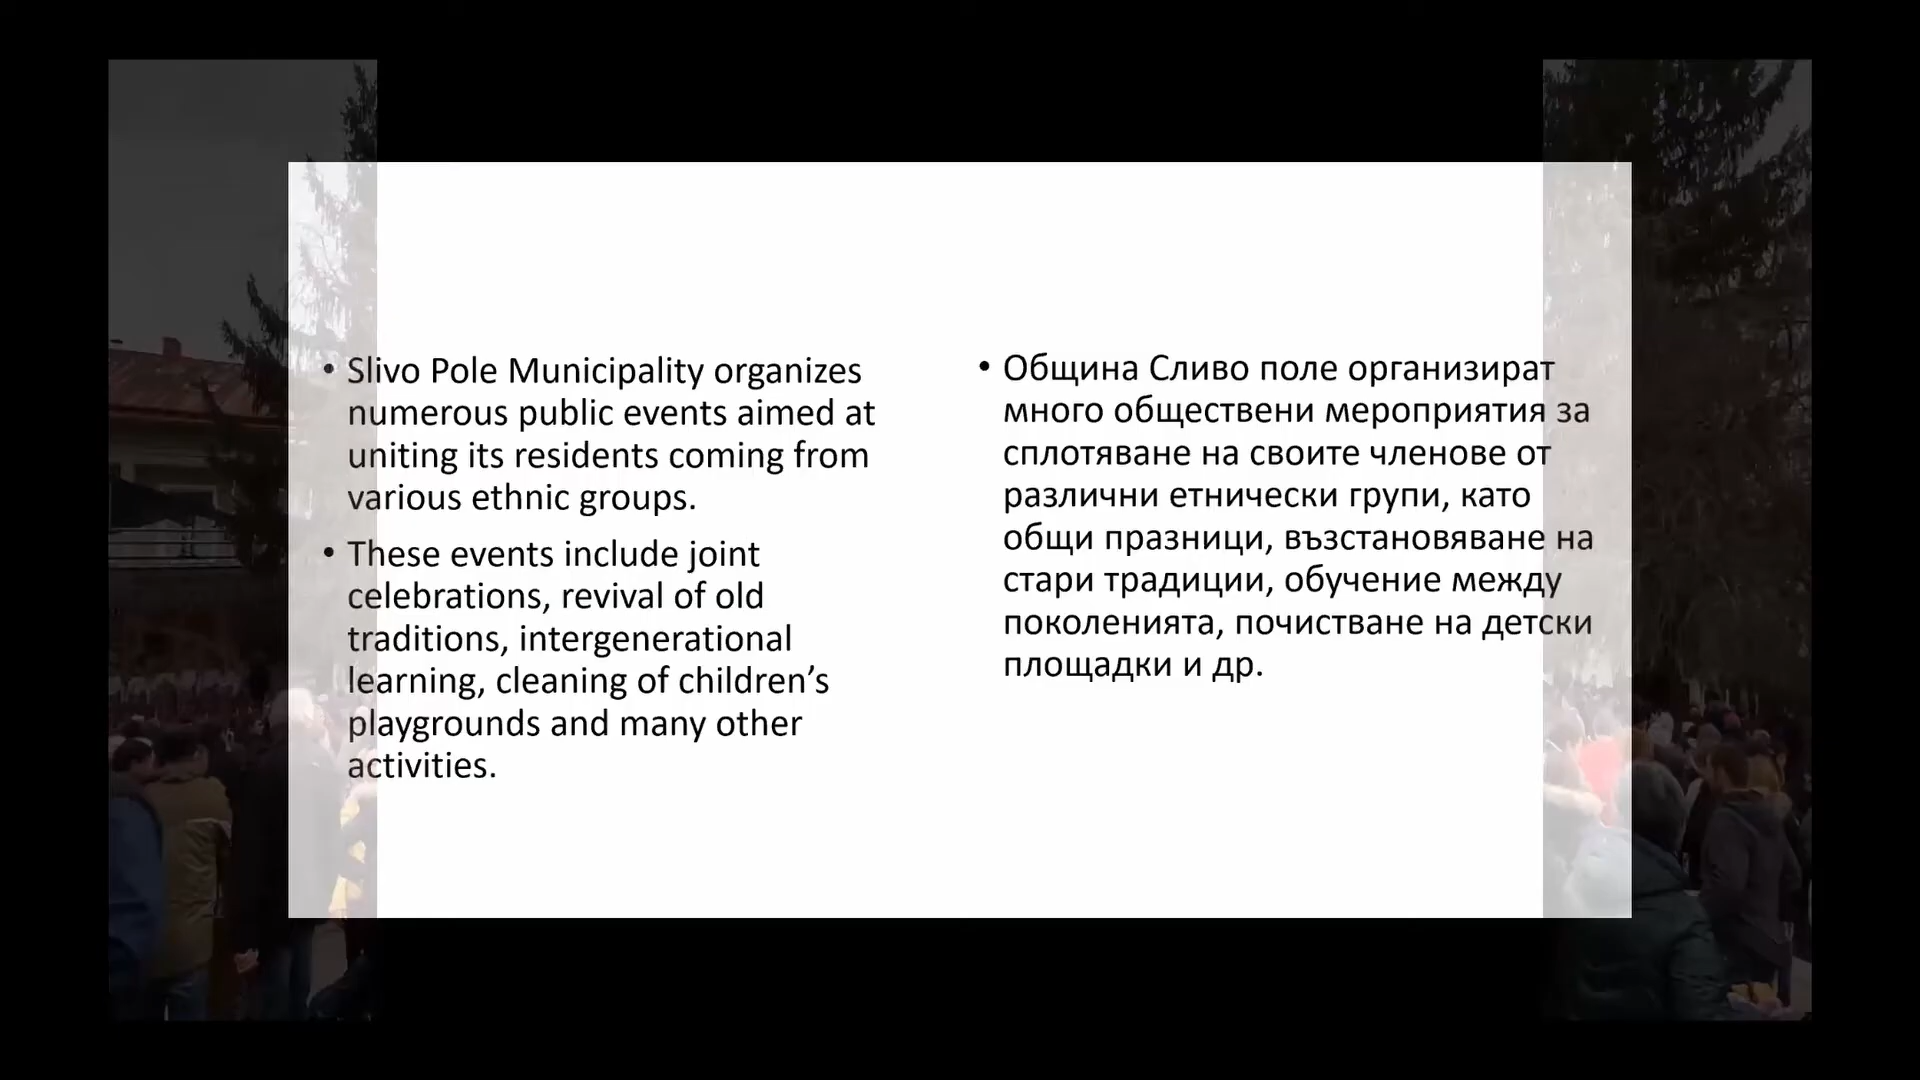 • Slivo Pole Municipality organizes
numerous public events aimed at
uniting its residents coming from
various ethnic groups.
• These events include joint
celebrations, revival of old
traditions, intergenerational
learning, cleaning of children’s
playgrounds and many other
activities.
• Община Сливо поле организират
много обществени мероприятия за
сплотяване на своите членове от
различни етнически групи, като
общи празници, възстановяване на
стари традиции, обучение между
поколенията, почистване на детски
площадки и др.